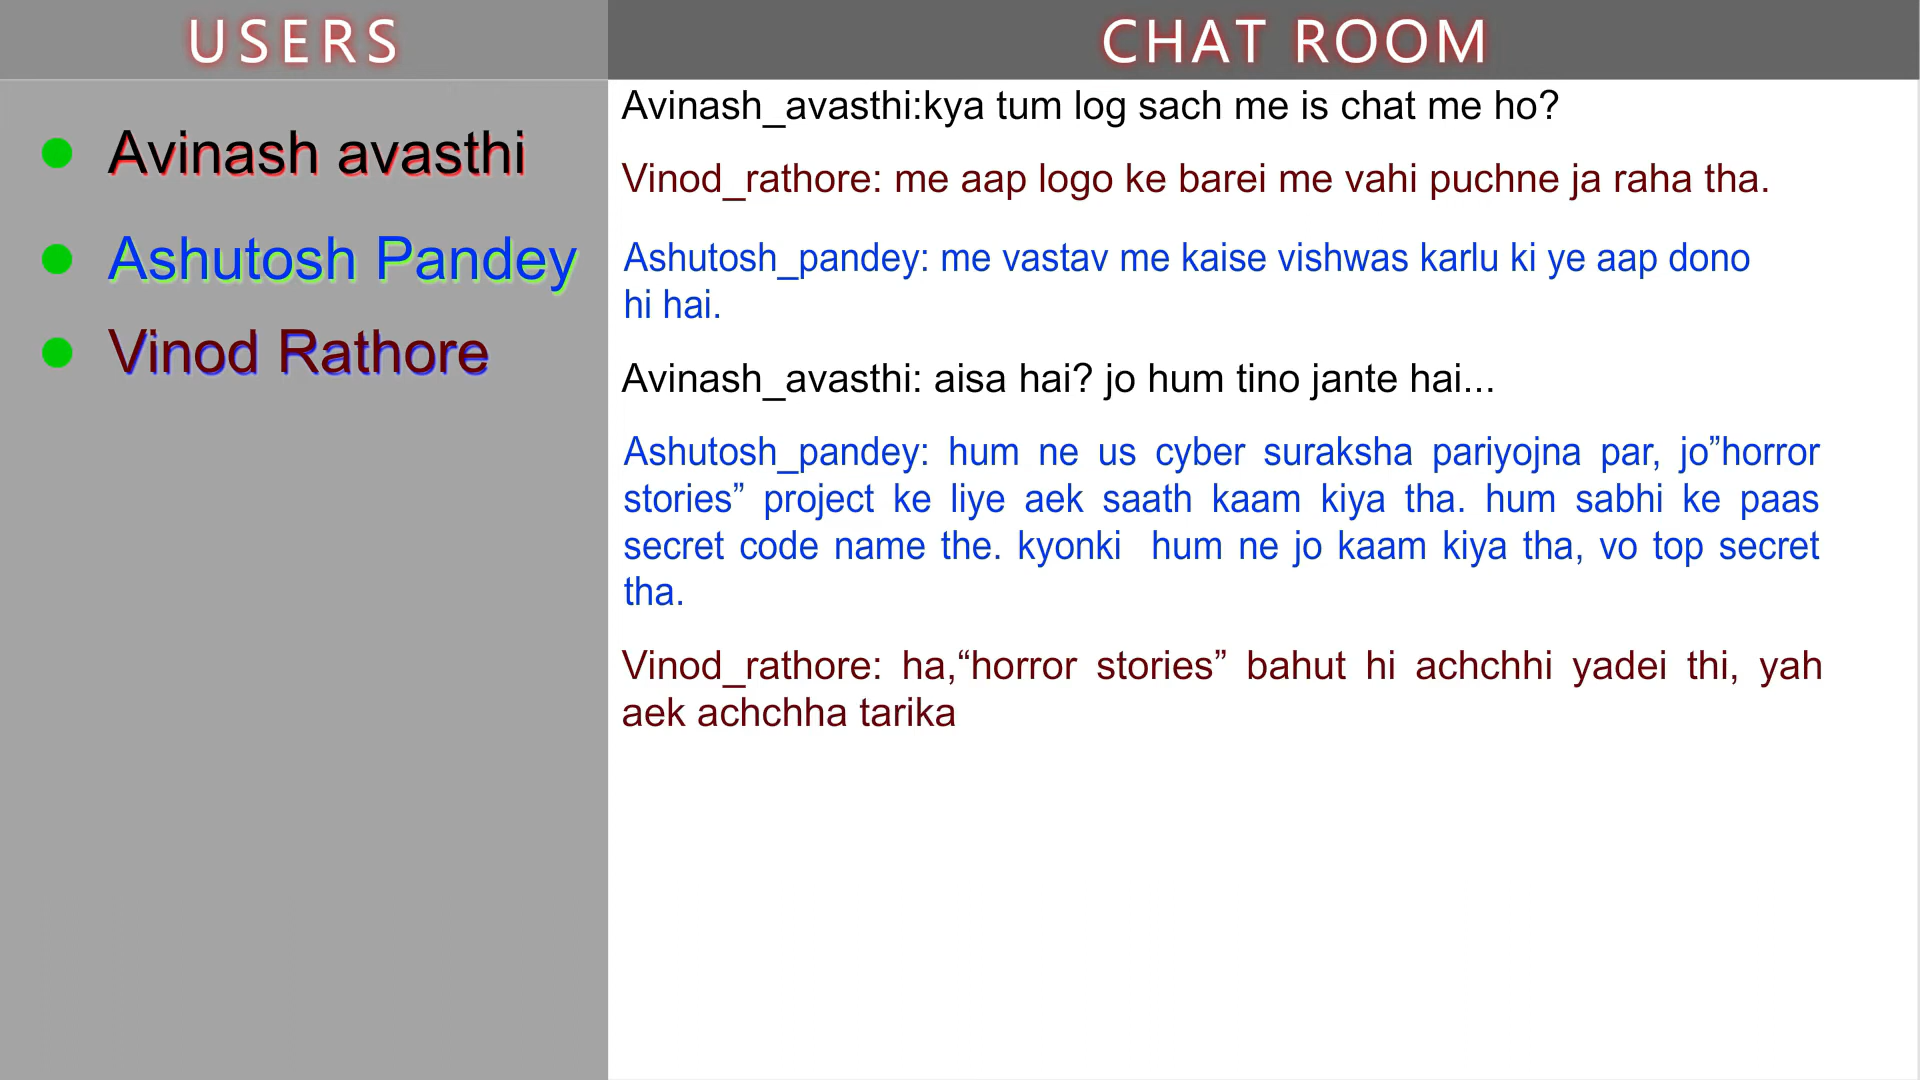 USERS
CHAT ROOM
Avinash avasthi
Ashutosh Pandey
Vinod Rathore
Avinash_avasthi:kya tum log sach me is chat me ho?
Vinod_rathore: me aap logo ke barei me vahi puchne ja raha tha.
Ashutosh_pandey: me vastav me kaise vishwas karlu ki ye aap dono
hi hai.
Avinash_avasthi: aisa hai? jo hum tino jante hai...
Ashutosh_pandey: hum ne us cyber suraksha pariyojna par, jo”horror
stories” project ke liye aek saath kaam kiya tha. hum sabhi ke paas
secret code name the. kyonki hum ne jo kaam kiya tha, vo top secret
tha.
Vinod_rathore: ha,“horror stories” bahut hi achchhi yadei thi, yah
aek achchha tarika